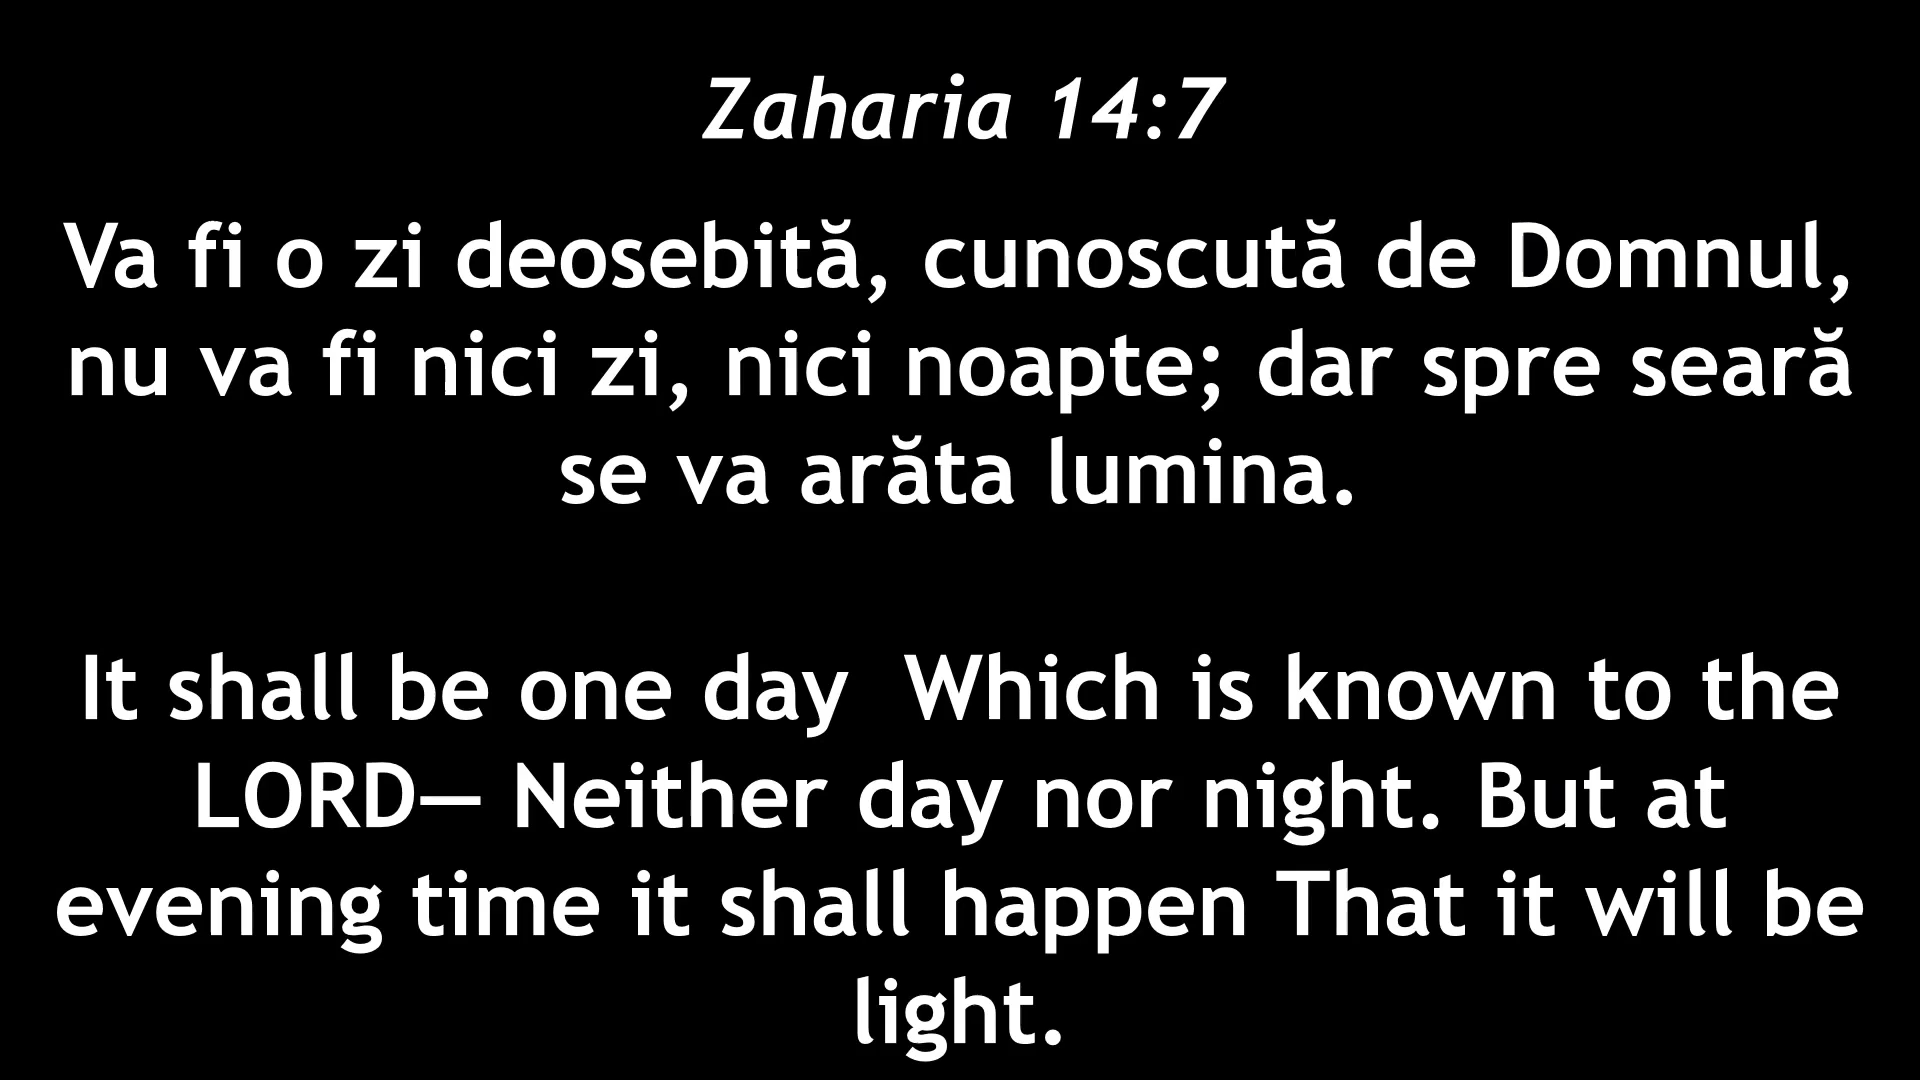 Zaharia 14:7
Va fi o zi deosebită, cunoscută de Domnul,
nu va fi nici zi, nici noapte; dar spre seară
se va arăta lumina.
It shall be one day  Which is known to the
LORD— Neither day nor night. But at
evening time it shall happen That it will be
light.